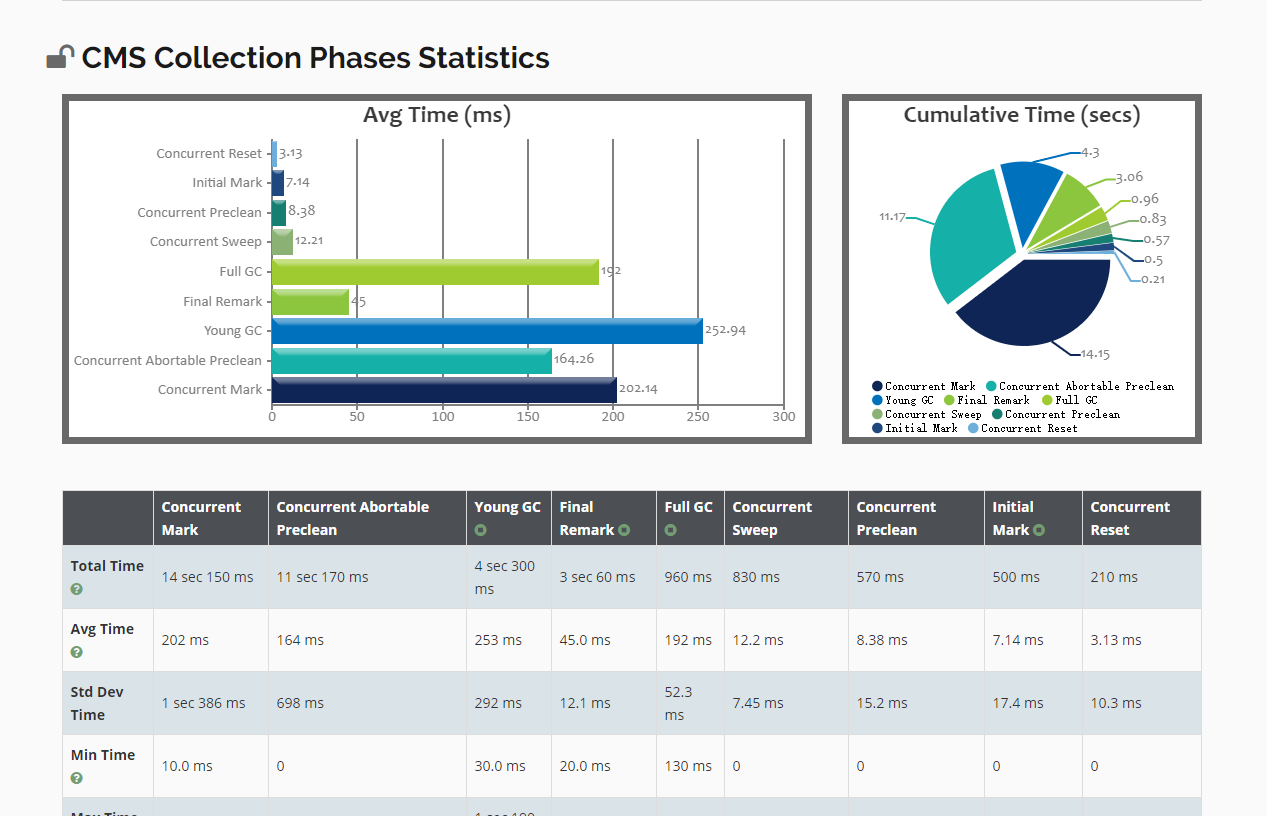 CMS Collection Phases Statistics
Avg Time (ms)
Concurrent Reset 3.13
Initial Mark 7.14
Concurrent Preclean 8.38
Concurrent Sweep 12.21
Full GC 192
Final Remark 45
Young GC 252.94
Concurrent Abortable Preclean 164.26
Concurrent Mark 202.14
0 50 100 150 200 250 300
Cumulative Time (secs)
4.3
3.06
0.96
11.17
0.83
0.57
0.5
0.21
14.15
Concurrent Mark Concurrent Abortable Preclean
Young GC Final Remark Full GC
Concurrent Sweep Concurrent Preclean
Initial Mark Concurrent Reset
Concurrent Mark Concurrent Abortable Preclean Young GC Final Remark Full GC Concurrent Sweep Concurrent Preclean Initial Mark Concurrent Reset
Total Time 14 sec 150 ms 11 sec 170 ms 4 sec 300 ms 3 sec 60 ms 960 ms 830 ms 570 ms 500 ms 210 ms
Avg Time 202 ms 164 ms 253 ms 45.0 ms 192 ms 12.2 ms 8.38 ms 7.14 ms 3.13 ms
Std Dev Time 1 sec 386 ms 698 ms 292 ms 12.1 ms 52.3 ms 7.45 ms 15.2 ms 17.4 ms 10.3 ms
Min Time 10.0 ms 0 30.0 ms 20.0 ms 130 ms 0 0 0 0